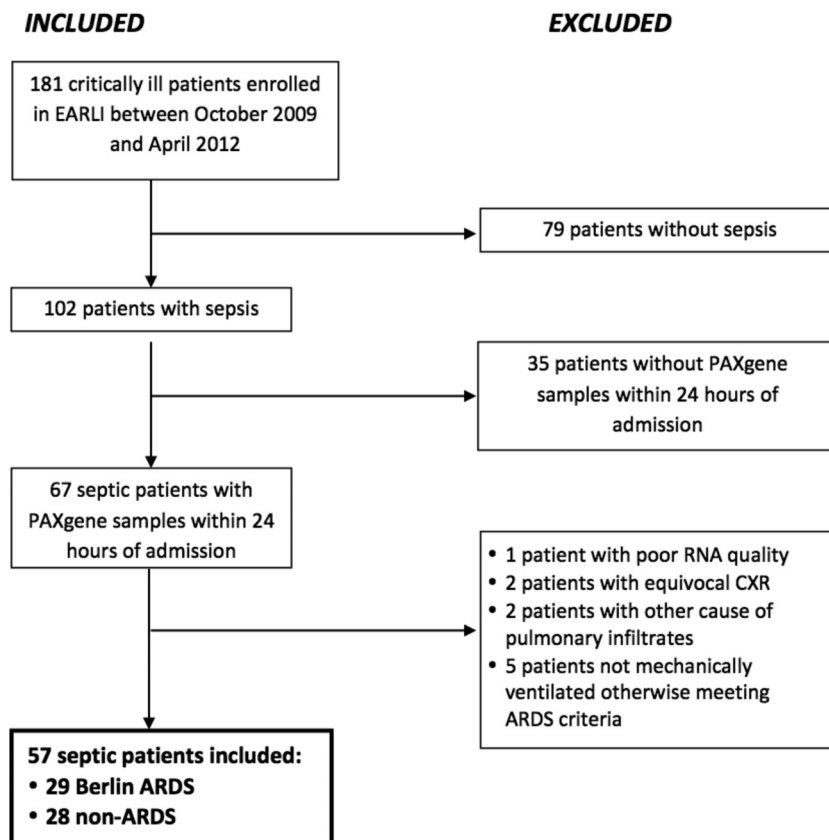 INCLUDED
EXCLUDED
181 critically ill patients enrolled
in EARLI between October 2009
and April 2012
79 patients without sepsis
102 patients with sepsis
35 patients without PAXgene
samples within 24 hours of
admission
67 septic patients with
PAXgene samples within 24
hours of admission
• 1 patient with poor RNA quality
• 2 patients with equivocal CXR
• 2 patients with other cause of
pulmonary infiltrates
• 5 patients not mechanically
ventilated otherwise meeting
ARDS criteria
57 septic patients included:
• 29 Berlin ARDS
• 28 non-ARDS